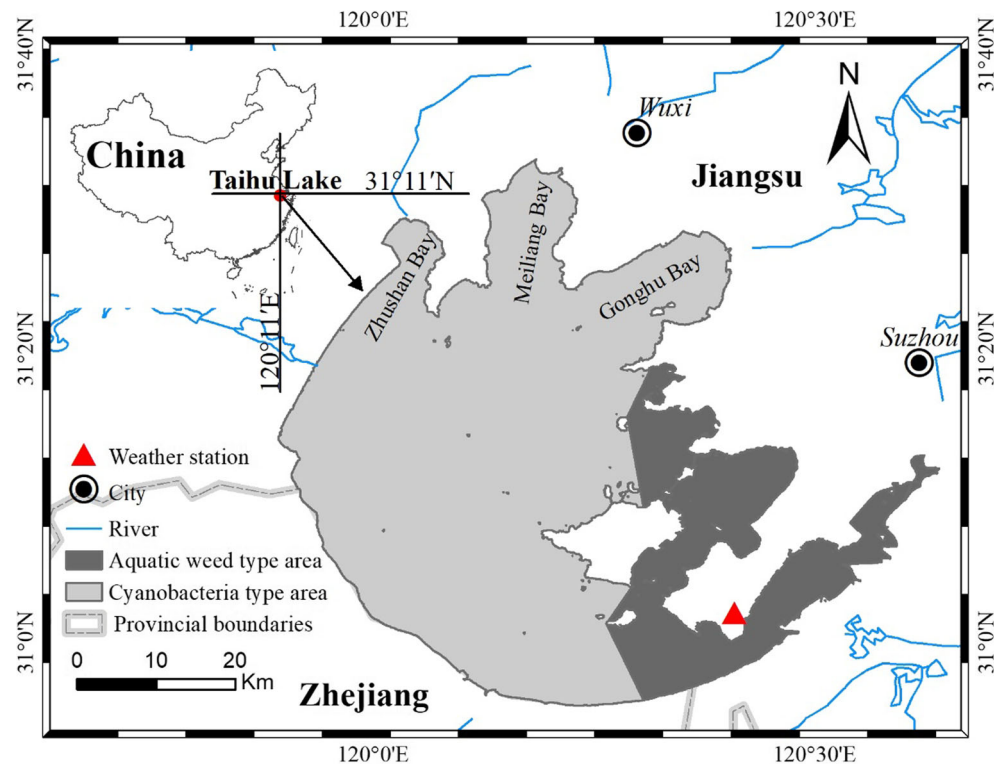 120°0′E
120°30′E
31°40′N
31°40′N
N
Wuxi
China
Jiangsu
Taihu Lake
31°11′N
Meiliang Bay
Zhushan Bay
Gonghu Bay
120°11′E
31°20′N
31°20′N
Suzhou
Weather station
City
River
Aquatic weed type area
Cyanobacteria type area
Provincial boundaries
31°0′N
31°0′N
0 10 20
Km
Zhejiang
120°0′E
120°30′E